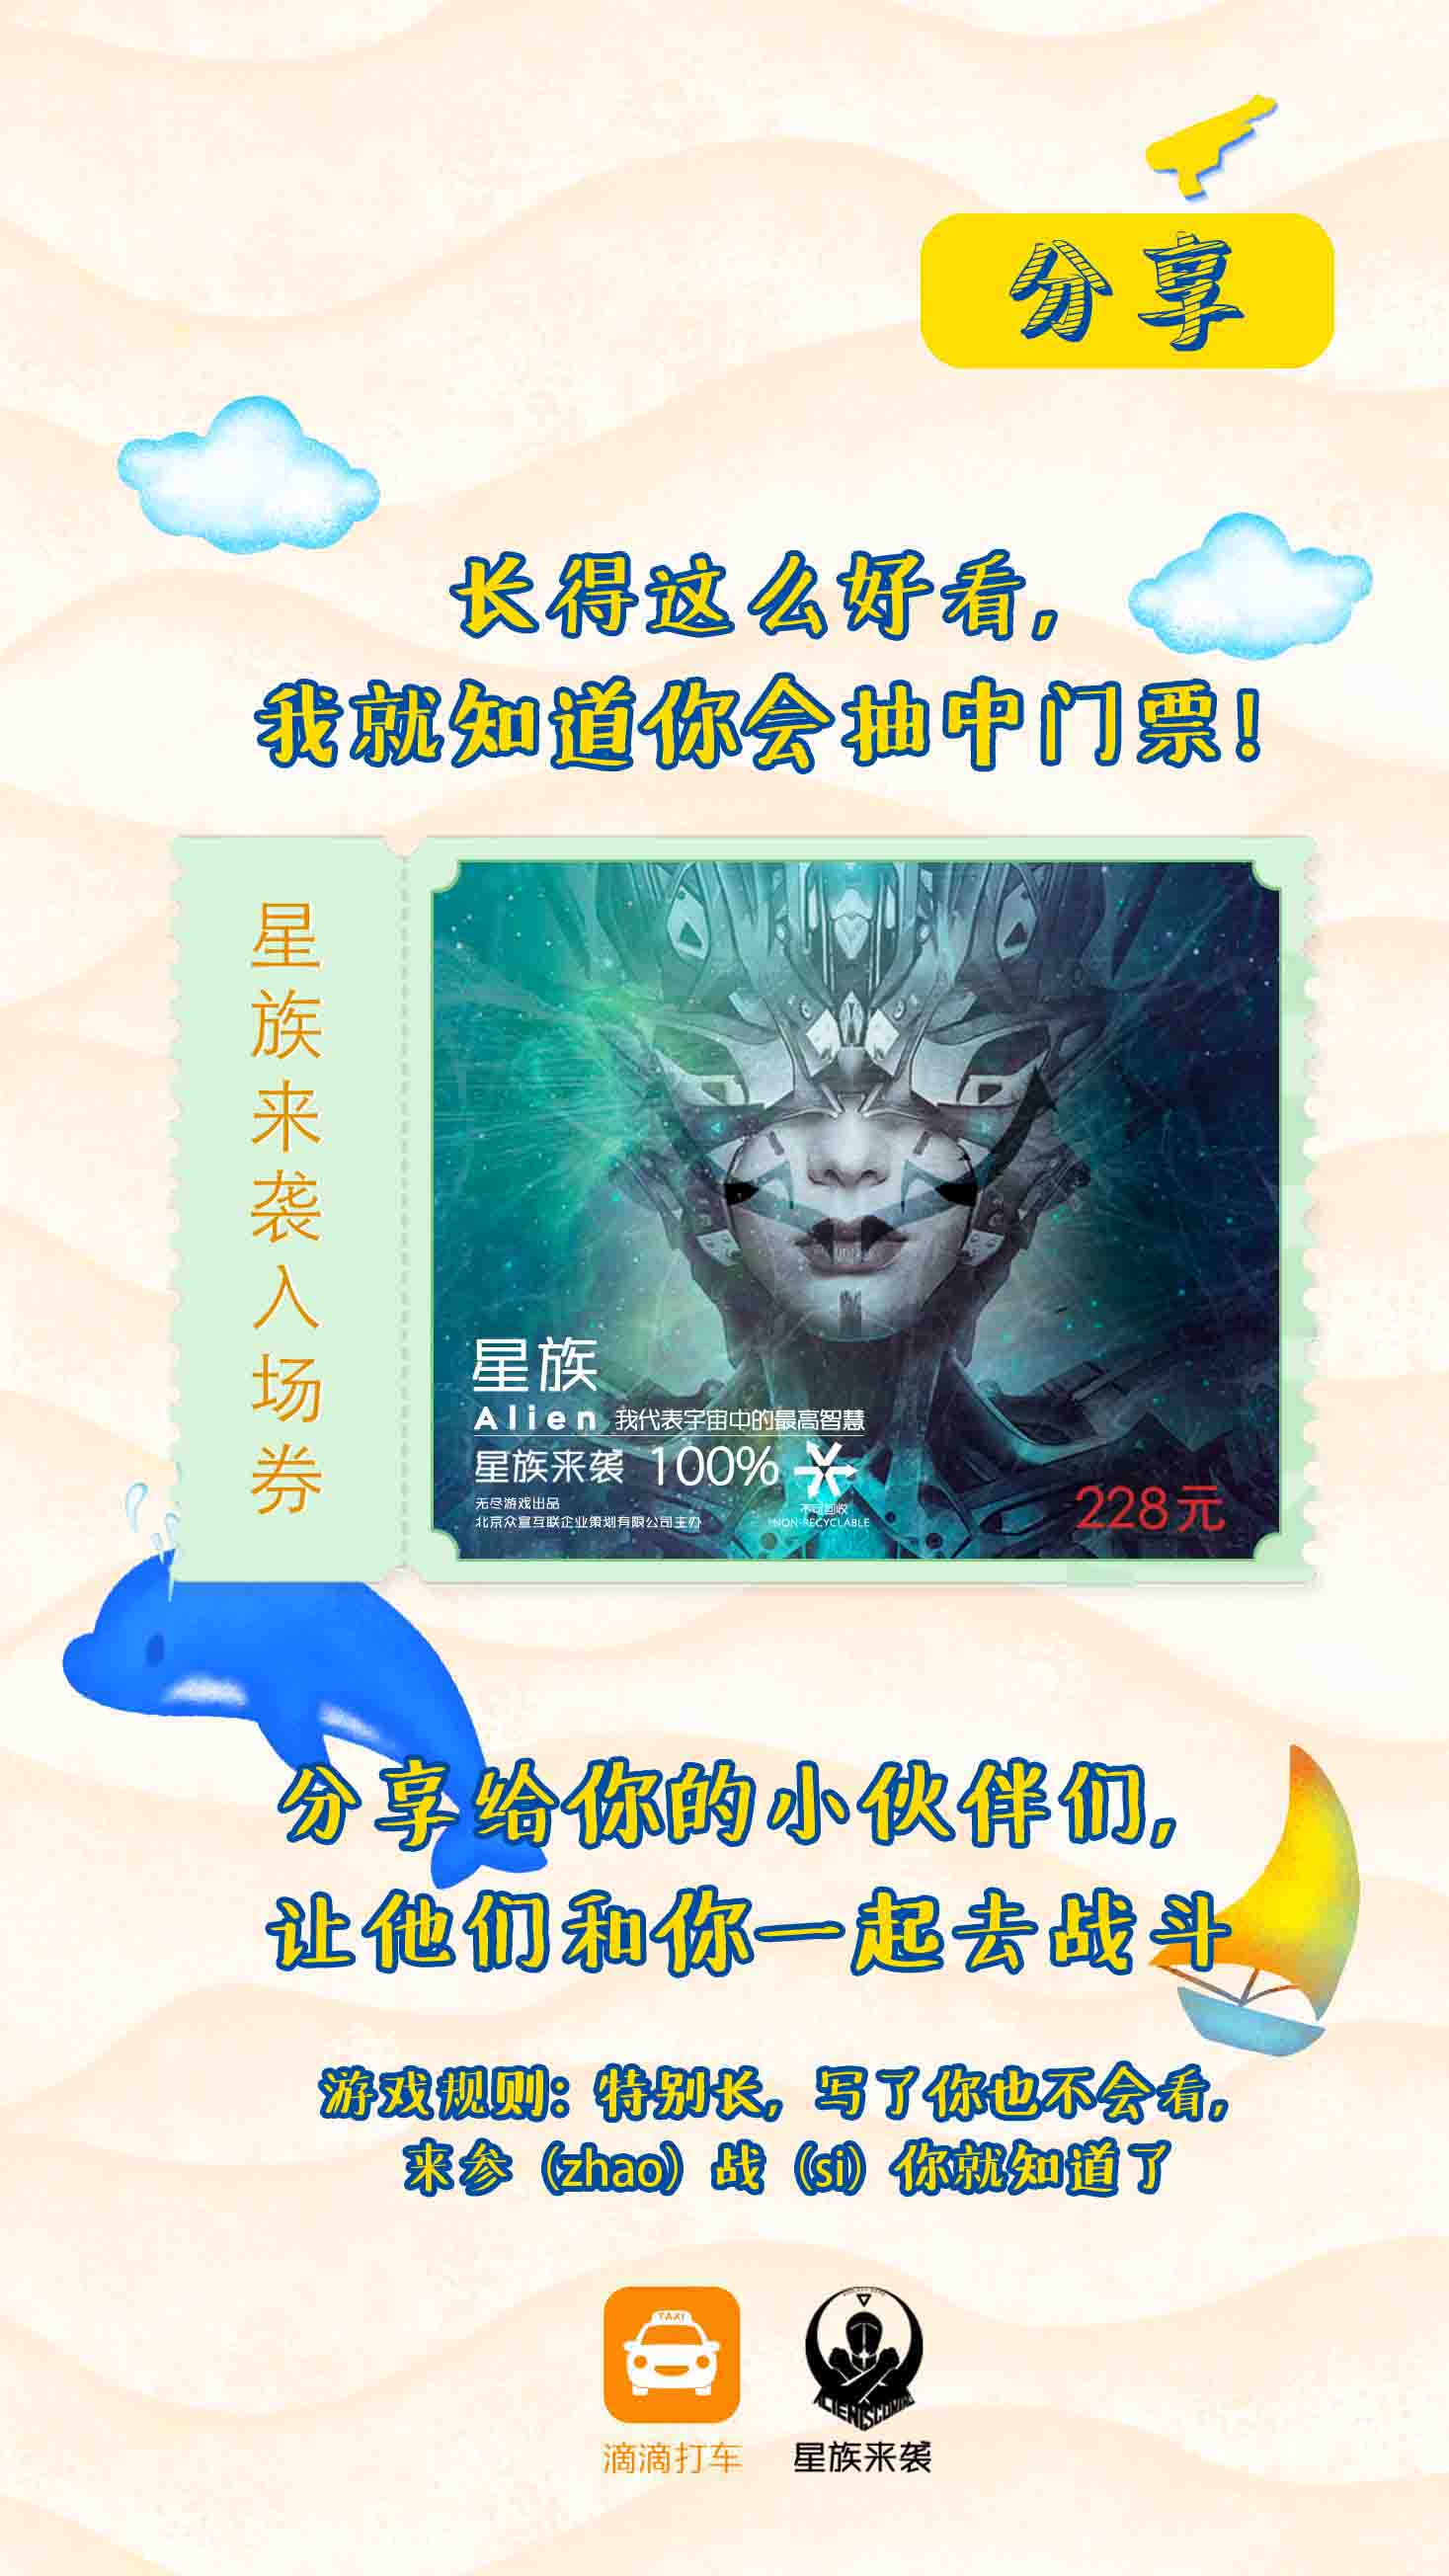 分享
长得这么好看,
我就知道你会抽中门票!
星族来袭入场券
星族
Alien 我代表宇宙中的最高智慧
星族来袭 100%
不可回收
NON-RECYCLABLE
无尽游戏出品
北京众宣互联企业策划有限公司主办
228元
分享给你的小伙伴们,
让他们和你一起去战斗
游戏规则: 特别长, 写了你也不会看,
来参 (zhao) 战 (si) 你就知道了
TAXI
滴滴打车
ALIENISCOMING
星族来袭